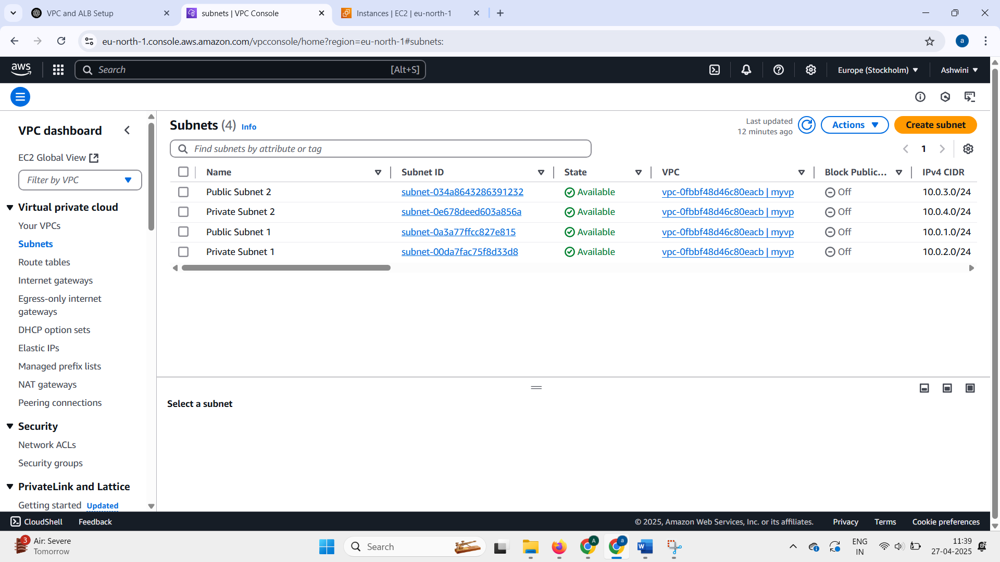 VPC and ALB Setup
subnets | VPC Console
Instances | EC2 | eu-north-1
eu-north-1.console.aws.amazon.com/vpcconsole/home?region=eu-north-1#subnets:
a
aws
Search
[Alt+S]
Europe (Stockholm)
Ashwini
VPC dashboard
EC2 Global View
Filter by VPC
Virtual private cloud
Your VPCs
Subnets
Route tables
Internet gateways
Egress-only internet
gateways
DHCP option sets
Elastic IPs
Managed prefix lists
NAT gateways
Peering connections
Security
Network ACLs
Security groups
PrivateLink and Lattice
Getting started Updated
Subnets (4) Info
Last updated
12 minutes ago
Actions
Create subnet
Find subnets by attribute or tag
1
Name Subnet ID State VPC Block Public... IPv4 CIDR
Public Subnet 2 subnet-034a8643286391232 Available vpc-0fbbf48d46c80eacb | myvp Off 10.0.3.0/24
Private Subnet 2 subnet-0e678deed603a856a Available vpc-0fbbf48d46c80eacb | myvp Off 10.0.4.0/24
Public Subnet 1 subnet-0a3a77ffcc827e815 Available vpc-0fbbf48d46c80eacb | myvp Off 10.0.1.0/24
Private Subnet 1 subnet-00da7fac75f8d33d8 Available vpc-0fbbf48d46c80eacb | myvp Off 10.0.2.0/24
Select a subnet
CloudShell Feedback
© 2025, Amazon Web Services, Inc. or its affiliates. Privacy Terms Cookie preferences
3
Air: Severe
Tomorrow
Search
A
a
W
ENG
IN
11:39
27-04-2025